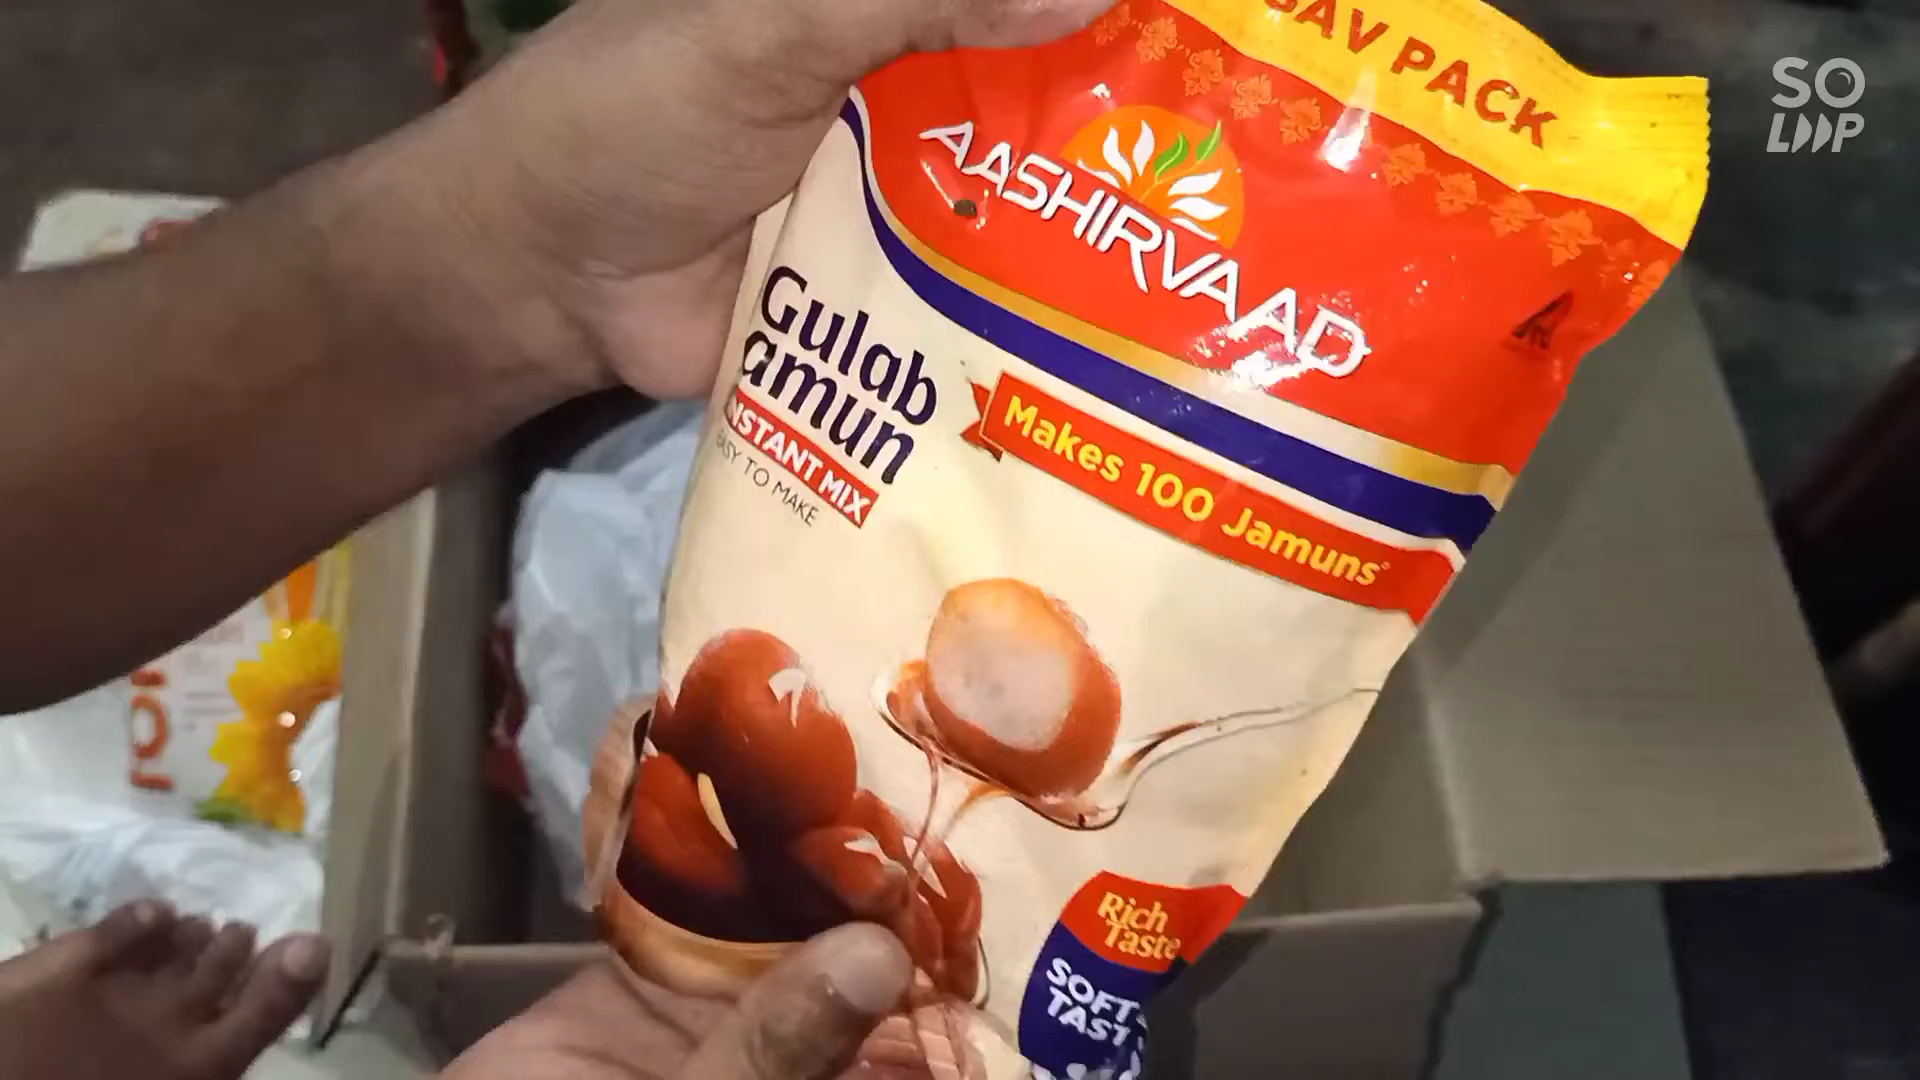 SAV PACK
SO
LOOP
AASHIRVAAD
Gulab
amun
INSTANT MIX
EASY TO MAKE
Makes 100 Jamuns
Rich
Taste
SOFT
TAST